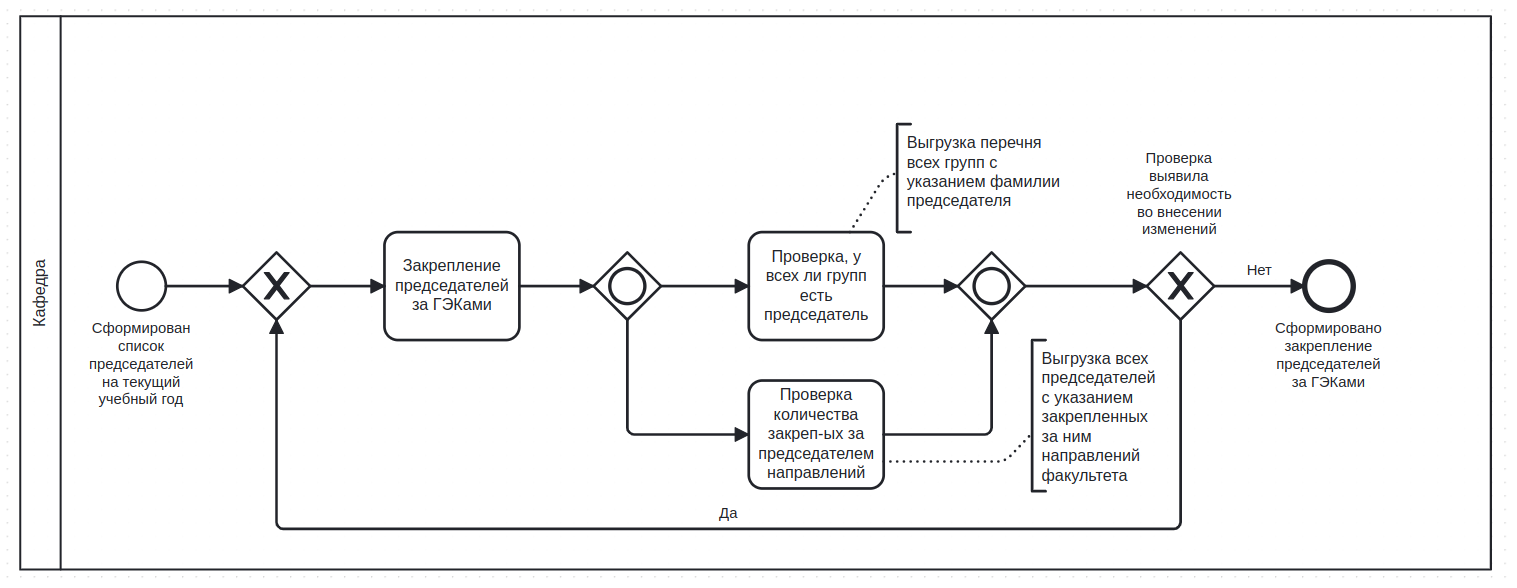 Кафедра
Сформирован
список
председателей
на текущий
учебный год
Закрепление
председателей
за ГЭКами
Проверка, у
всех ли групп
есть
председатель
Выгрузка перечня
всех групп с
указанием фамилии
председателя
Проверка
количества
закреп-ых за
председателем
направлений
Выгрузка всех
председателей
с указанием
закрепленных
за ним
направлений
факультета
Проверка
выявила
необходимость
во внесении
изменений
Нет
Да
Сформировано
закрепление
председателей
за ГЭКами